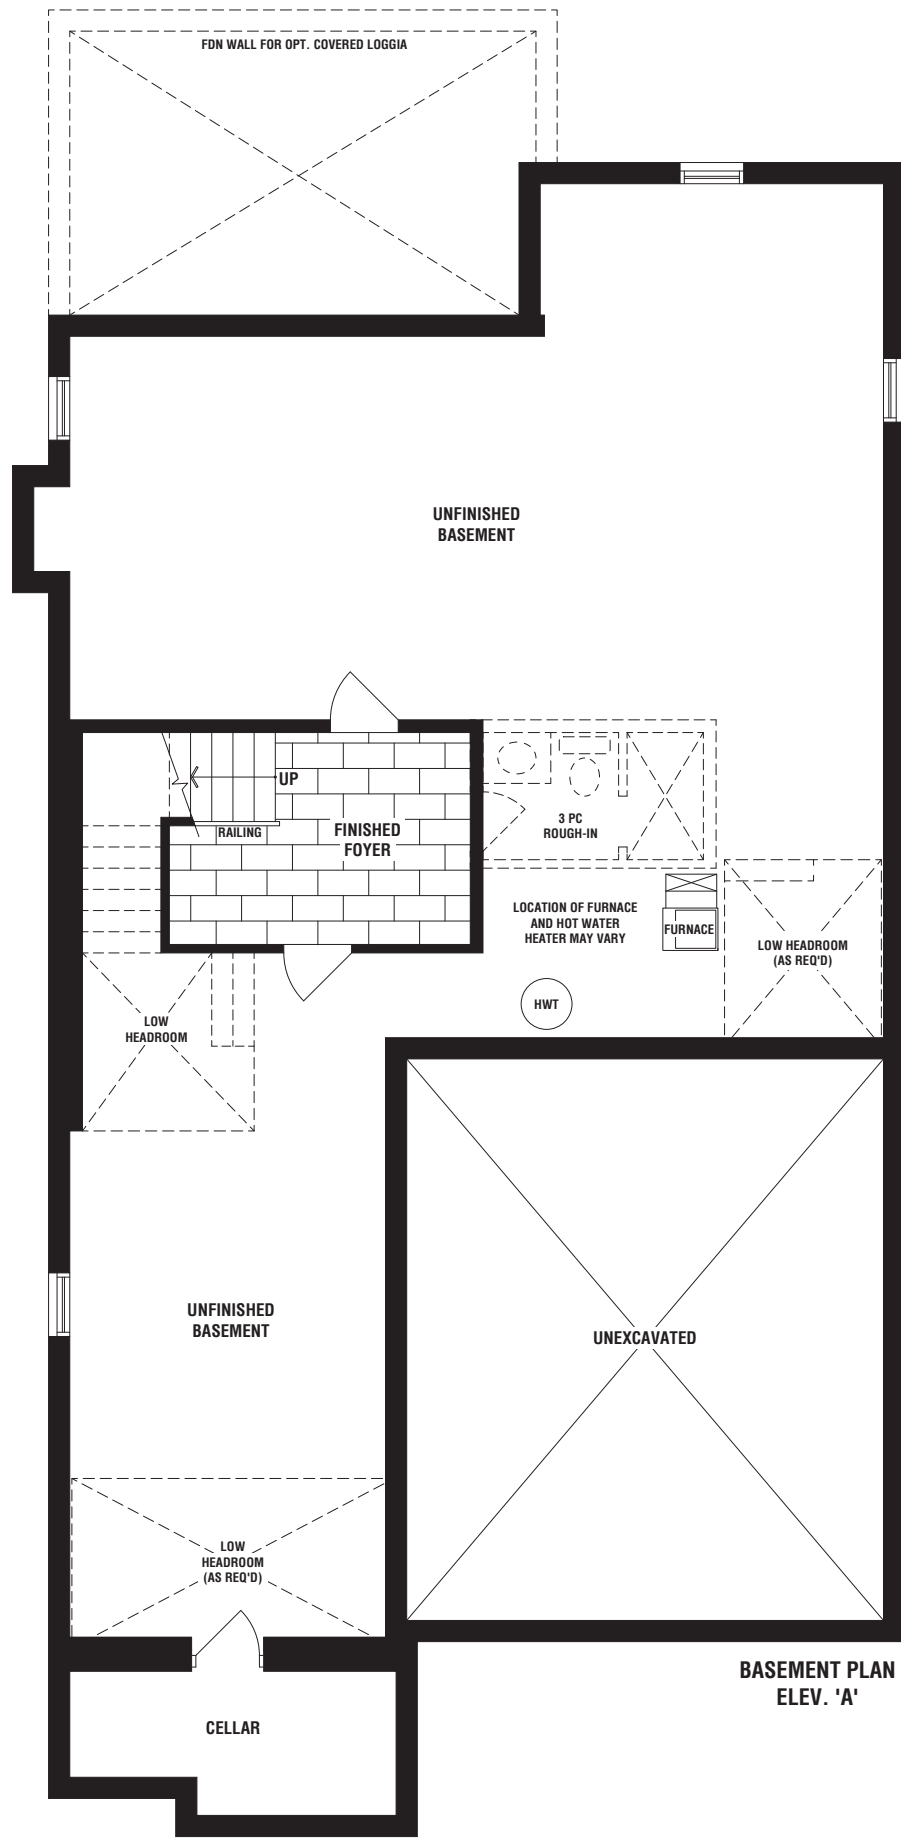 FDN WALL FOR OPT. COVERED LOGGIA
UNFINISHED
BASEMENT
UP
RAILING
FINISHED
FOYER
3 PC
ROUGH-IN
LOCATION OF FURNACE
AND HOT WATER
HEATER MAY VARY
FURNACE
LOW HEADROOM
(AS REQ'D)
HWT
LOW
HEADROOM
UNFINISHED
BASEMENT
UNEXCAVATED
LOW
HEADROOM
(AS REQ'D)
CELLAR
BASEMENT PLAN
ELEV. 'A'